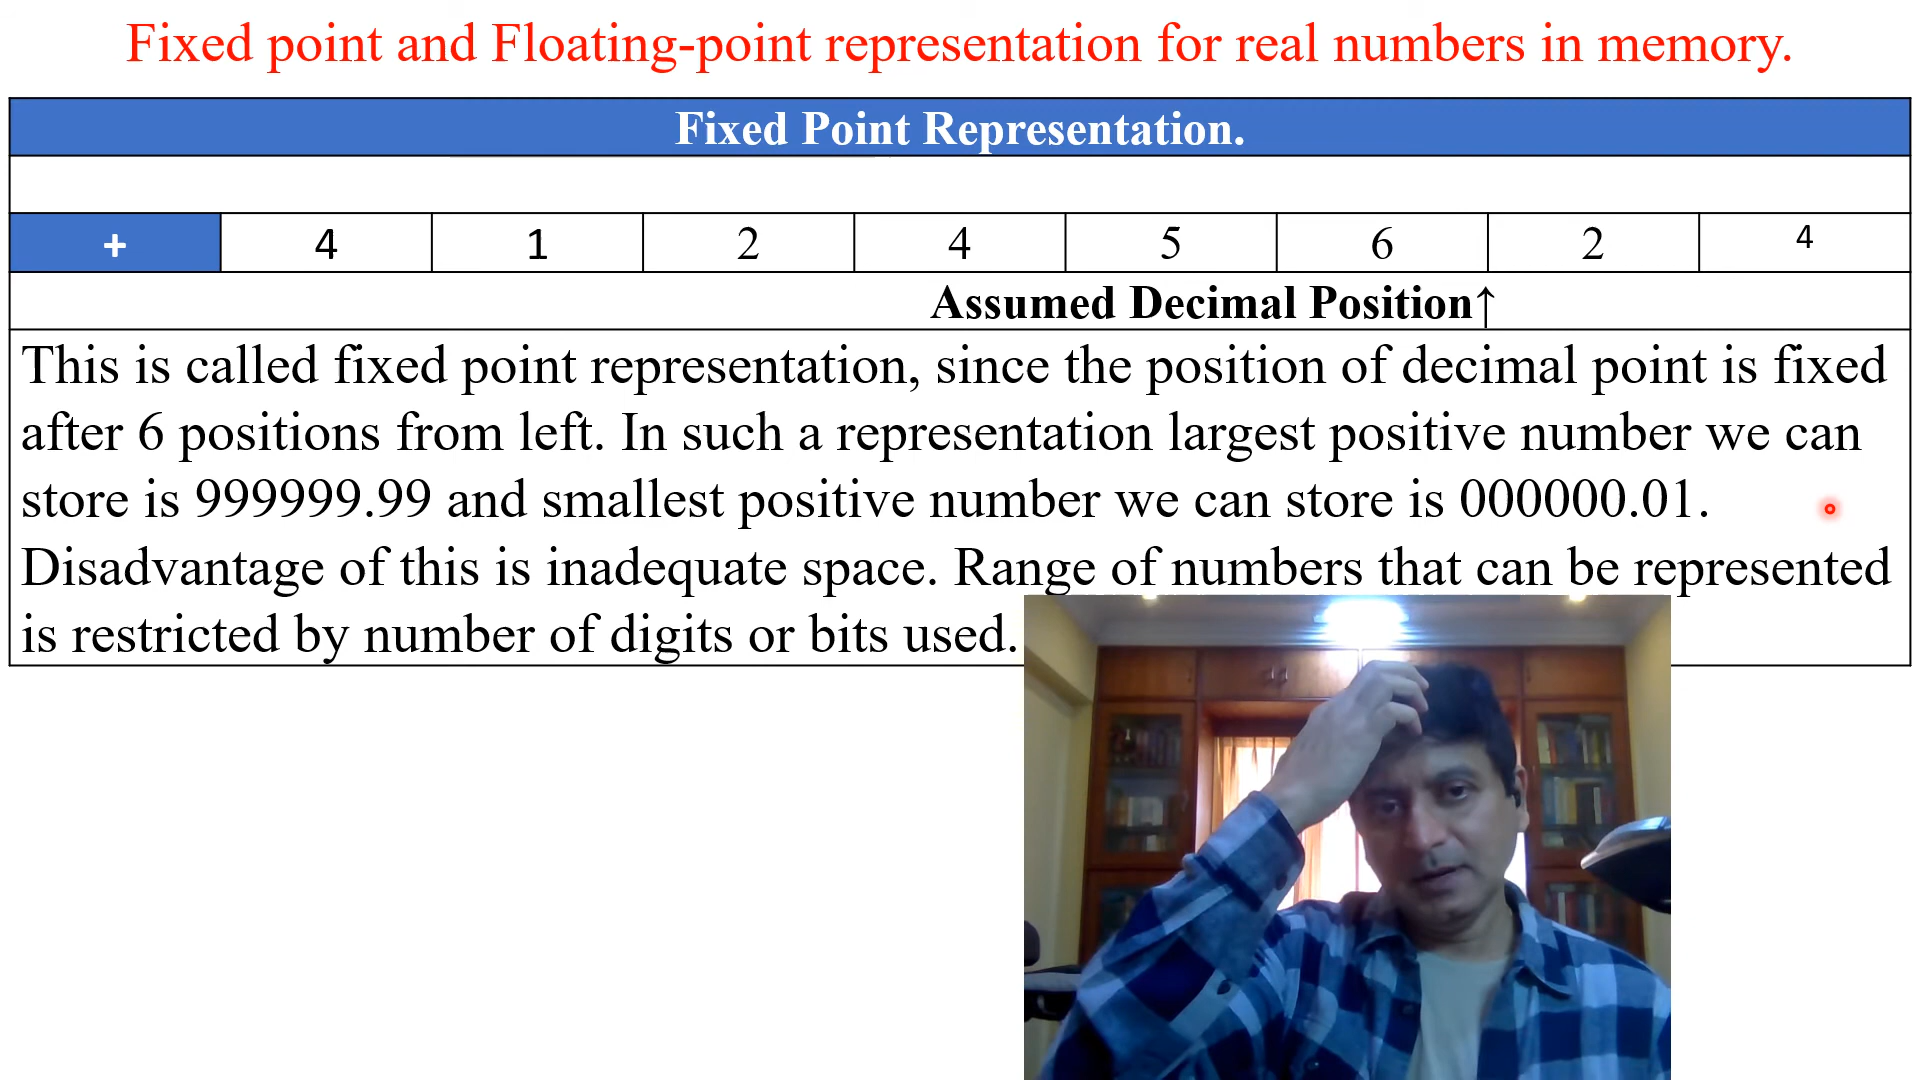 Fixed point and Floating-point representation for real numbers in memory.
Fixed Point Representation.
+ 4 1 2 4 5 6 2 4
Assumed Decimal Position↑
This is called fixed point representation, since the position of decimal point is fixed
after 6 positions from left. In such a representation largest positive number we can
store is 999999.99 and smallest positive number we can store is 000000.01.
Disadvantage of this is inadequate space. Range of numbers that can be represented
is restricted by number of digits or bits used.